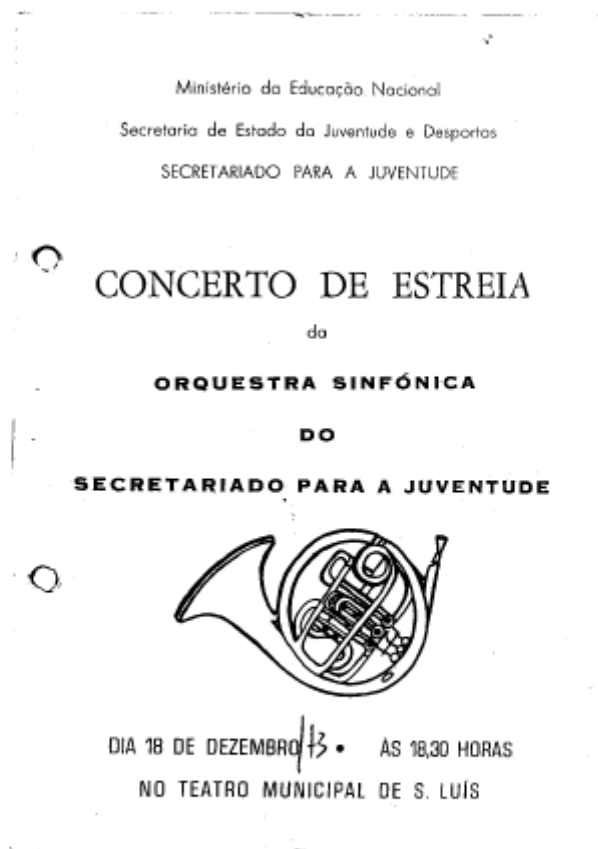 Ministério da Educação Nacional
Secretaria de Estado da Juventude e Desportos
SECRETARIADO PARA A JUVENTUDE
CONCERTO DE ESTREIA
da
ORQUESTRA SINFÓNICA
DO
SECRETARIADO PARA A JUVENTUDE
DIA 18 DE DEZEMBRO/73 • ÀS 18,30 HORAS
NO TEATRO MUNICIPAL DE S. LUÍS